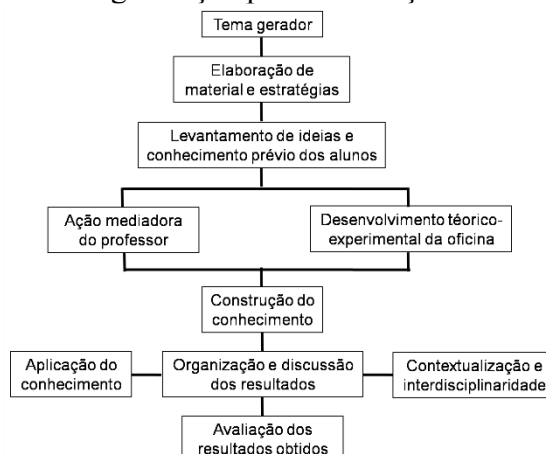 Tema gerador
Elaboração de
material e estratégias
Levantamento de ideias e
conhecimento prévio dos alunos
Ação mediadora
do professor
Desenvolvimento téorico-
experimental da oficina
Construção do
conhecimento
Aplicação do
conhecimento
Organização e discussão
dos resultados
Contextualização e
interdisciplinaridade
Avaliação dos
resultados obtidos